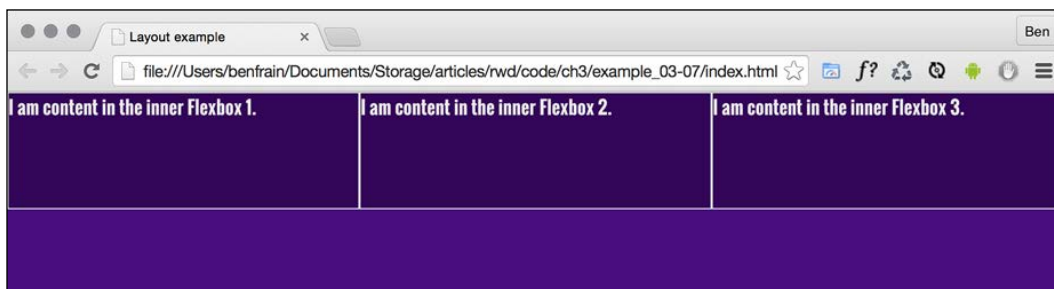 Layout example
Ben
file:///Users/benfrain/Documents/Storage/articles/rwd/code/ch3/example_03-07/index.html
f?
I am content in the inner Flexbox 1.
I am content in the inner Flexbox 2.
I am content in the inner Flexbox 3.